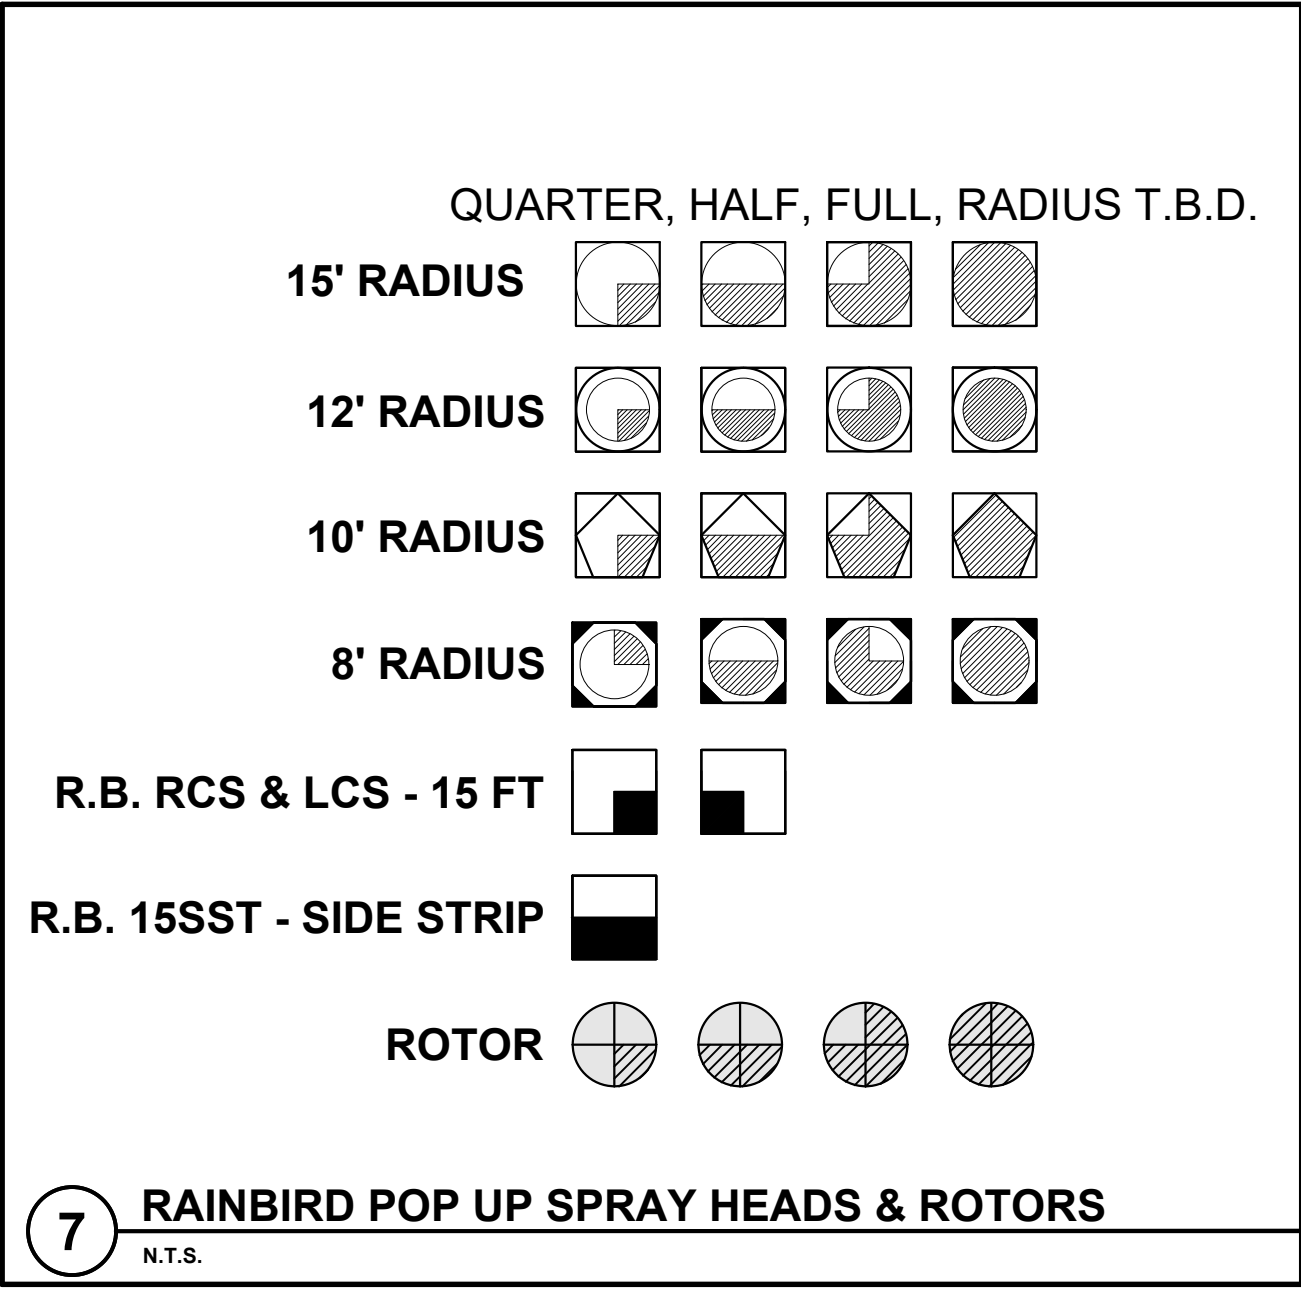 QUARTER, HALF, FULL, RADIUS T.B.D.
15' RADIUS
12' RADIUS
10' RADIUS
8' RADIUS
R.B. RCS & LCS - 15 FT
R.B. 15SST - SIDE STRIP
ROTOR
7 RAINBIRD POP UP SPRAY HEADS & ROTORS
N.T.S.